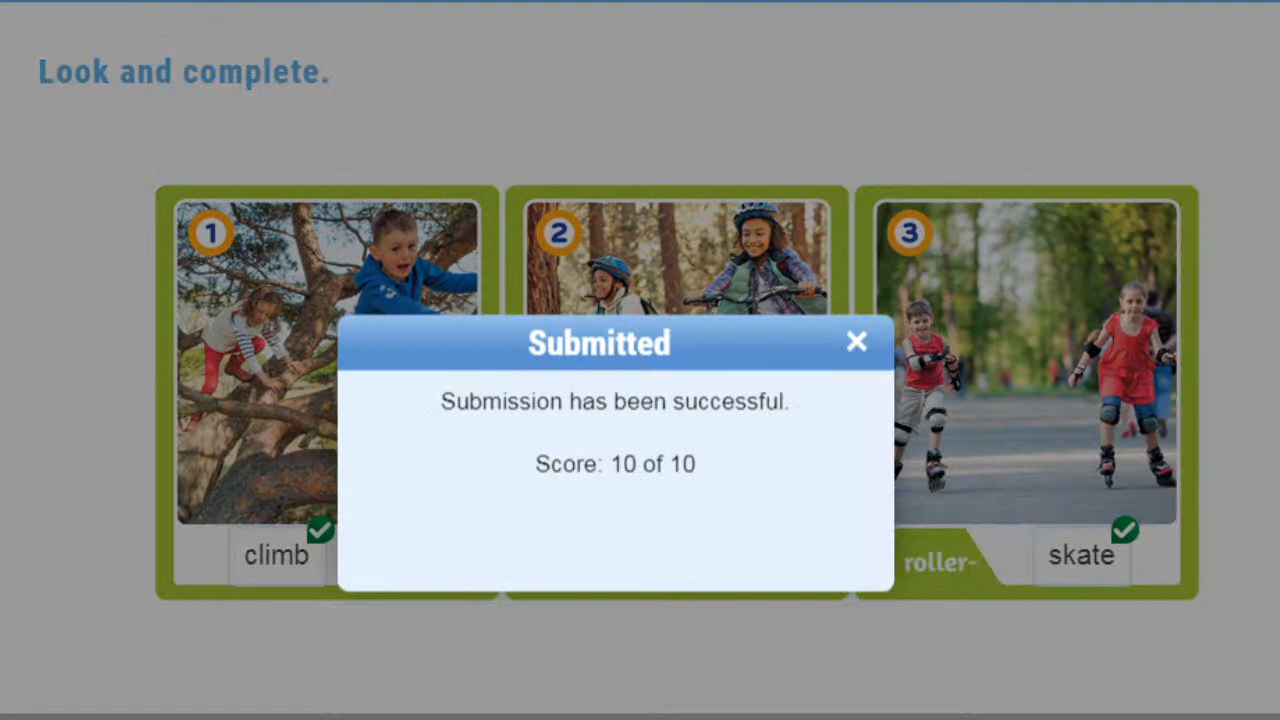 Look and complete.
1
2
3
Submitted
Submission has been successful.
Score: 10 of 10
climb
roller-
skate